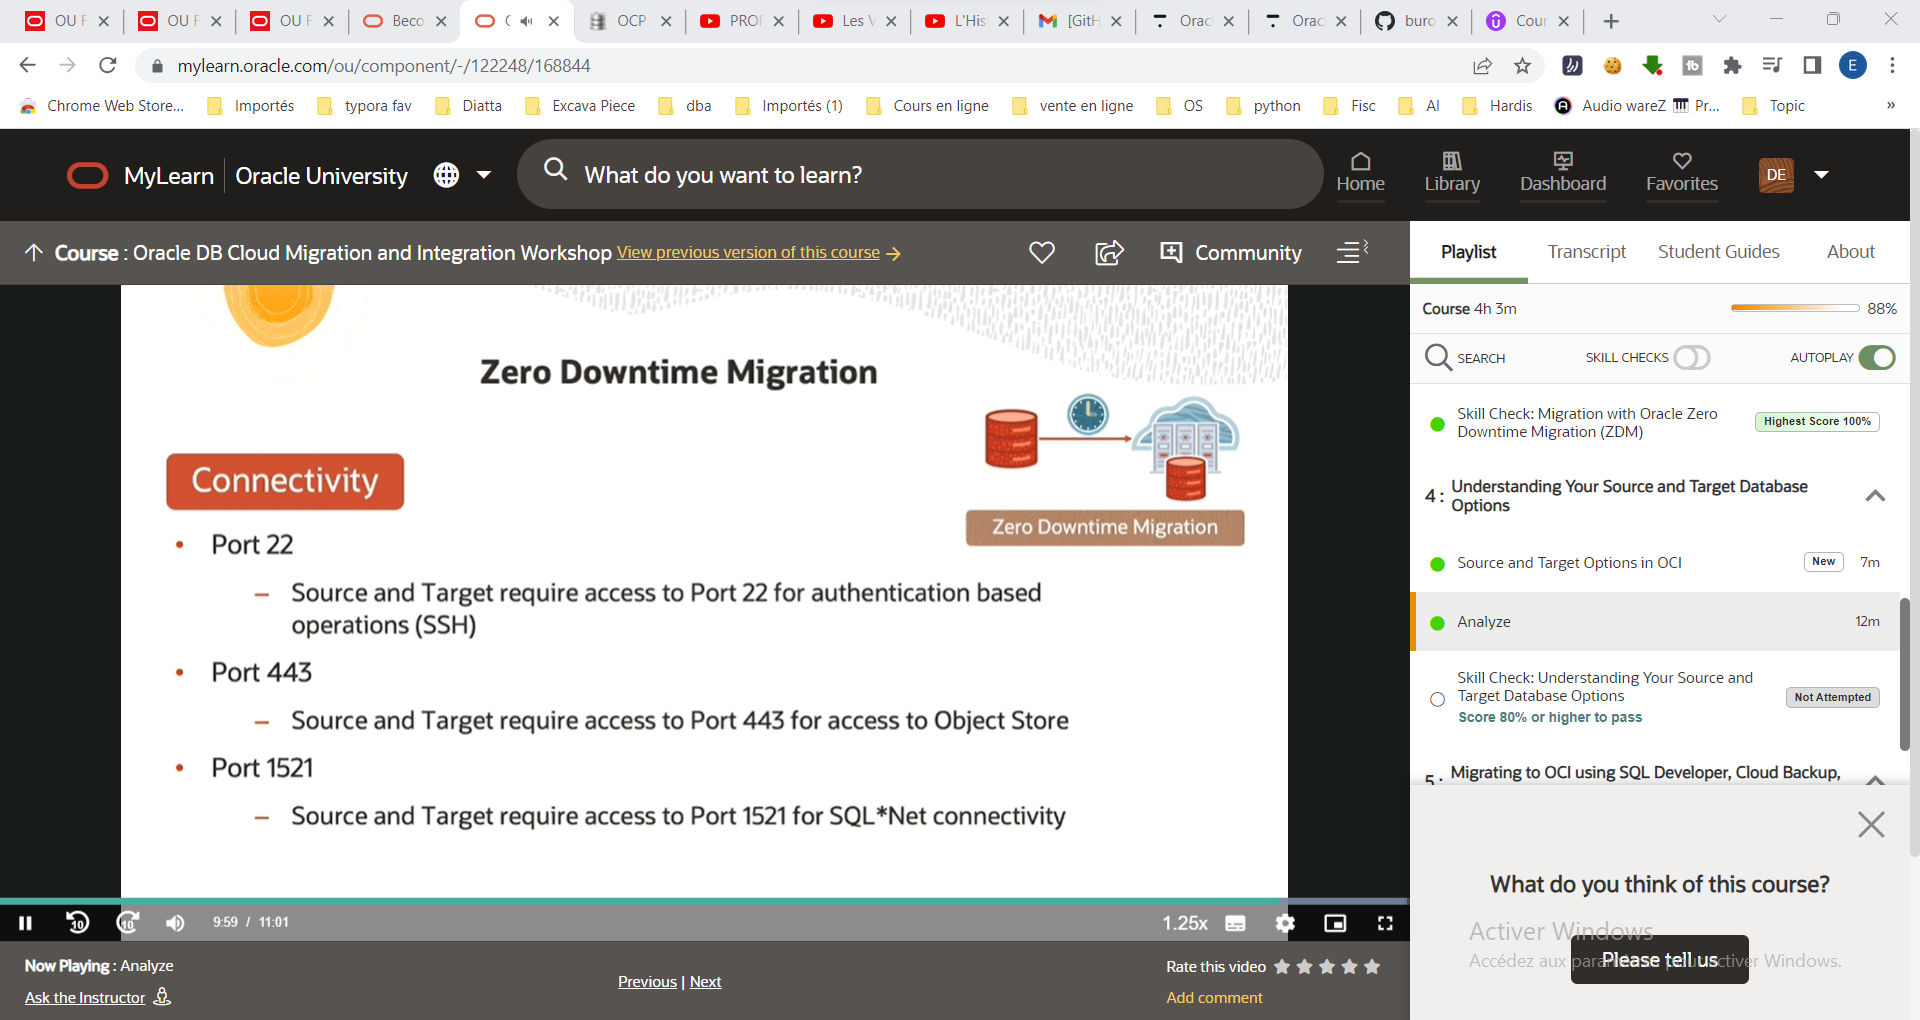 OU F
OU F
OU F
Beco
OCP
PROF
Les V
L'His
[GitH
Orac
Orac
buro
Cour
mylearn.oracle.com/ou/component/-/122248/168844
E
Chrome Web Store...
Importés
typora fav
Diatta
Excava Piece
dba
Importés (1)
Cours en ligne
vente en ligne
OS
python
Fisc
AI
Hardis
Audio wareZ
Pr...
Topic
»
MyLearn
Oracle University
What do you want to learn?
Home
Library
Dashboard
Favorites
DE
Course : Oracle DB Cloud Migration and Integration Workshop View previous version of this course →
Community
Playlist
Transcript
Student Guides
About
Course 4h 3m
88%
SEARCH
SKILL CHECKS
AUTOPLAY
Zero Downtime Migration
Connectivity
Zero Downtime Migration
• Port 22
– Source and Target require access to Port 22 for authentication based
operations (SSH)
• Port 443
– Source and Target require access to Port 443 for access to Object Store
• Port 1521
– Source and Target require access to Port 1521 for SQL*Net connectivity
Skill Check: Migration with Oracle Zero
Downtime Migration (ZDM)
Highest Score 100%
4 : Understanding Your Source and Target Database
Options
Source and Target Options in OCI
New
7m
Analyze
12m
Skill Check: Understanding Your Source and
Target Database Options
Score 80% or higher to pass
Not Attempted
5 : Migrating to OCI using SQL Developer, Cloud Backup,
What do you think of this course?
Activer Windows
Accédez aux paramètres pour activer Windows.
Please tell us
10
10
9:59 / 11:01
1.25x
Now Playing : Analyze
Ask the Instructor
Previous | Next
Rate this video
Add comment